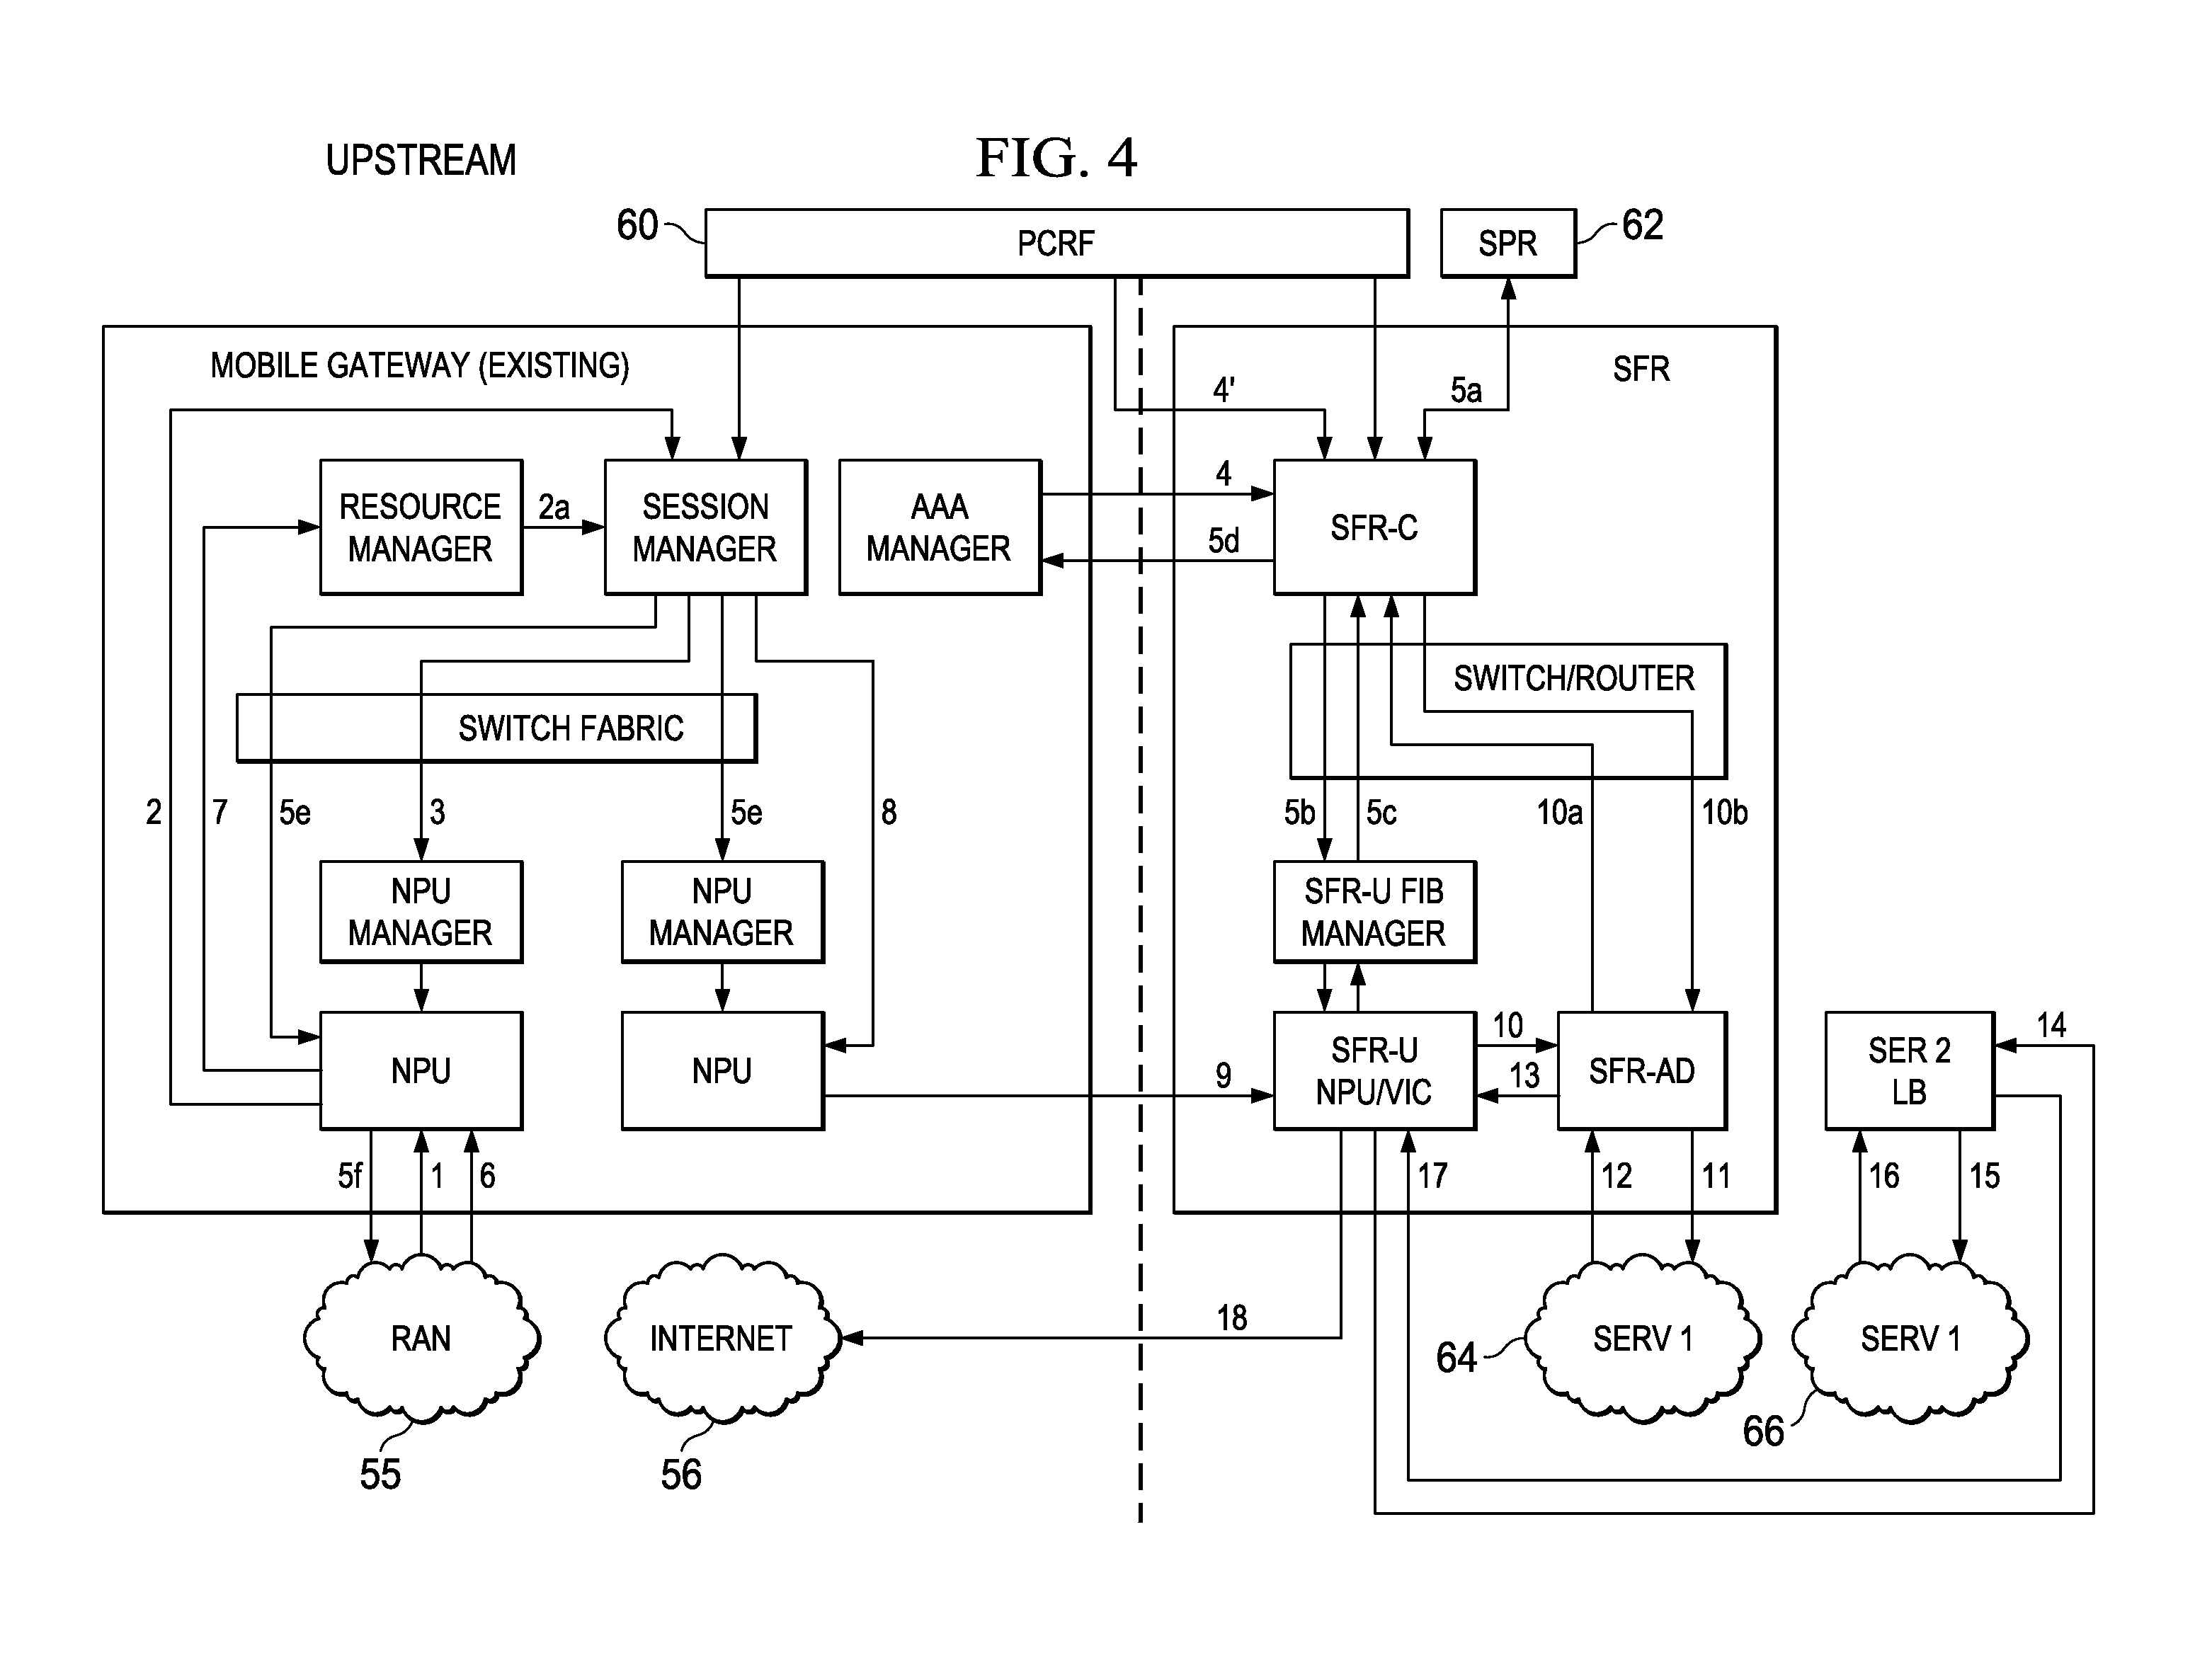 UPSTREAM
FIG. 4
60
PCRF
SPR
62
MOBILE GATEWAY (EXISTING)
SFR
4'
5a
RESOURCE
MANAGER
2a
SESSION
MANAGER
AAA
MANAGER
4
5d
SFR-C
SWITCH/ROUTER
SWITCH FABRIC
2
7
5e
3
5e
8
5b
5c
10a
10b
NPU
MANAGER
NPU
MANAGER
SFR-U FIB
MANAGER
NPU
NPU
9
SFR-U
NPU/VIC
10
13
SFR-AD
SER 2
LB
14
5f
1
6
17
12
11
16
15
RAN
INTERNET
18
64
SERV 1
SERV 1
66
55
56